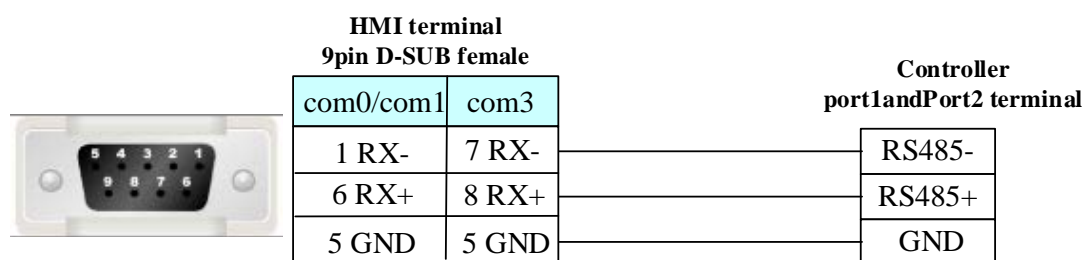 HMI terminal
9pin D-SUB female
Controller
port1andPort2 terminal
com0/com1 com3
5 4 3 2 1
9 8 7 6
1 RX- 7 RX- RS485-
6 RX+ 8 RX+ RS485+
5 GND 5 GND GND